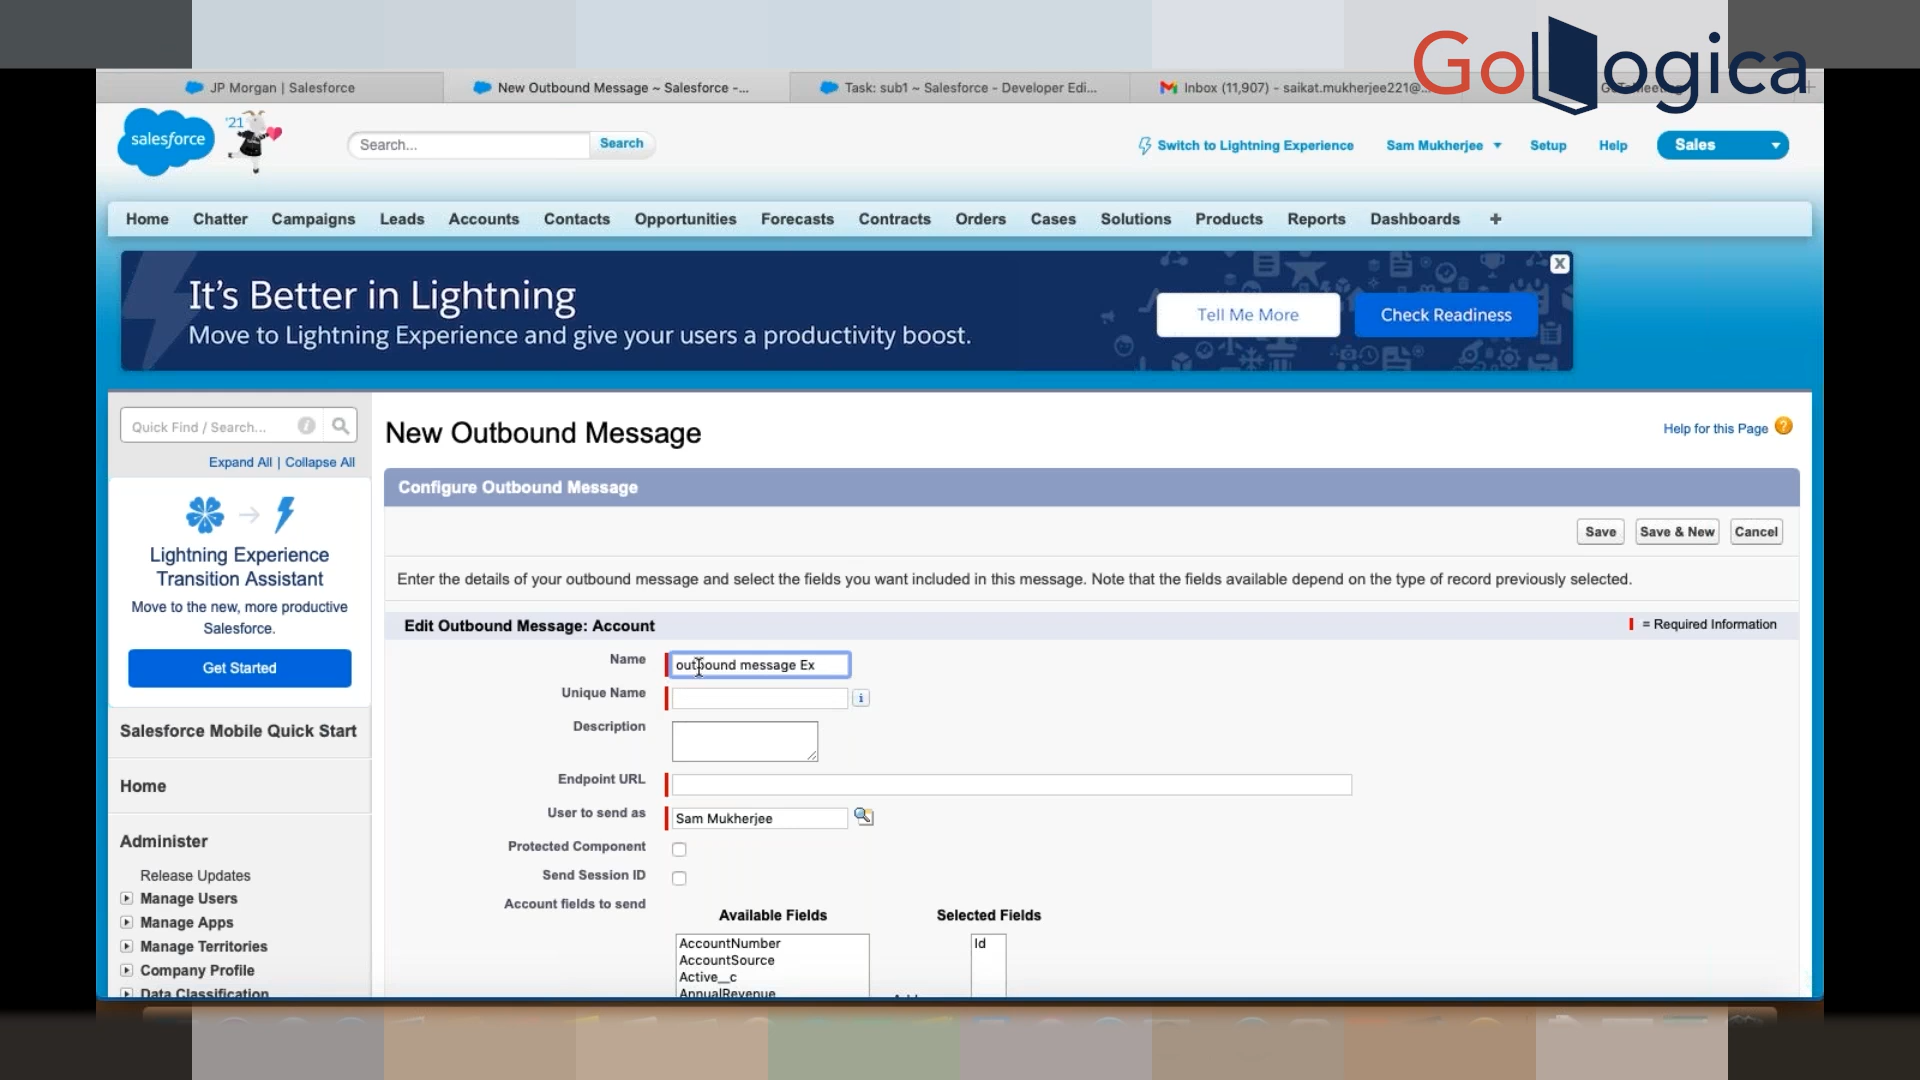 GoLogica
JP Morgan | Salesforce
New Outbound Message ~ Salesforce -...
Task: sub1 ~ Salesforce - Developer Edi...
Inbox (11,907) - saikat.mukherjee221@...
salesforce
'21
Search...
Search
Switch to Lightning Experience
Sam Mukherjee
Setup
Help
Sales
Home
Chatter
Campaigns
Leads
Accounts
Contacts
Opportunities
Forecasts
Contracts
Orders
Cases
Solutions
Products
Reports
Dashboards
+
It's Better in Lightning
Move to Lightning Experience and give your users a productivity boost.
Tell Me More
Check Readiness
X
Quick Find / Search...
Expand All | Collapse All
Lightning Experience
Transition Assistant
Move to the new, more productive
Salesforce.
Get Started
Salesforce Mobile Quick Start
Home
Administer
Release Updates
Manage Users
Manage Apps
Manage Territories
Company Profile
Data Classification
New Outbound Message
Help for this Page
Configure Outbound Message
Save
Save & New
Cancel
Enter the details of your outbound message and select the fields you want included in this message. Note that the fields available depend on the type of record previously selected.
Edit Outbound Message: Account
= Required Information
Name
outbound message Ex
Unique Name
Description
Endpoint URL
User to send as
Sam Mukherjee
Protected Component
Send Session ID
Account fields to send
Available Fields
Selected Fields
AccountNumber
AccountSource
Active__c
AnnualRevenue
Id